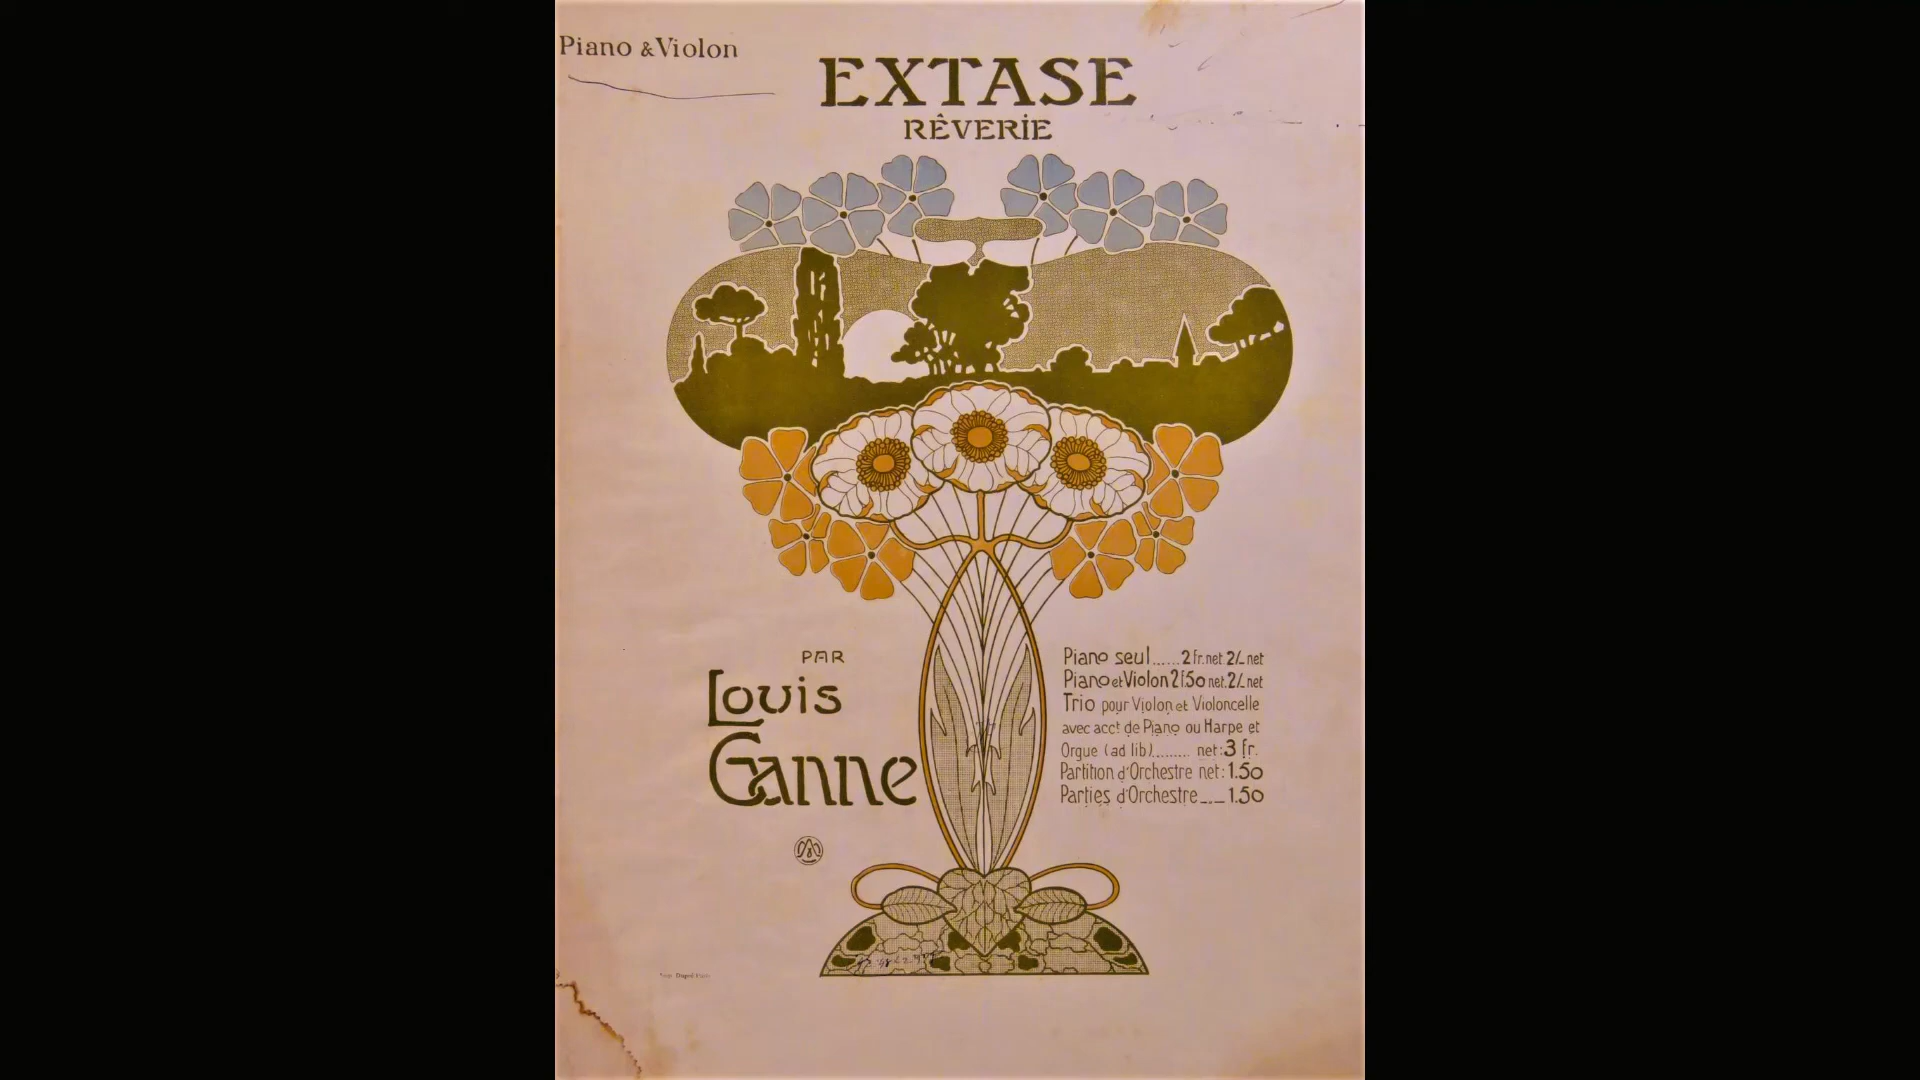 Piano & Violon
EXTASE
RÊVERIE
PAR
Louis
Ganne
Piano seul...... 2 fr. net 2/- net
Piano et Violon 2 f. 50 net. 2/- net
Trio pour Violon et Violoncelle
avec acct de Piano ou Harpe et
Orgue (ad lib)........ net: 3 fr.
Partition d'Orchestre net: 1.50
Parties d'Orchestre _._ 1.50